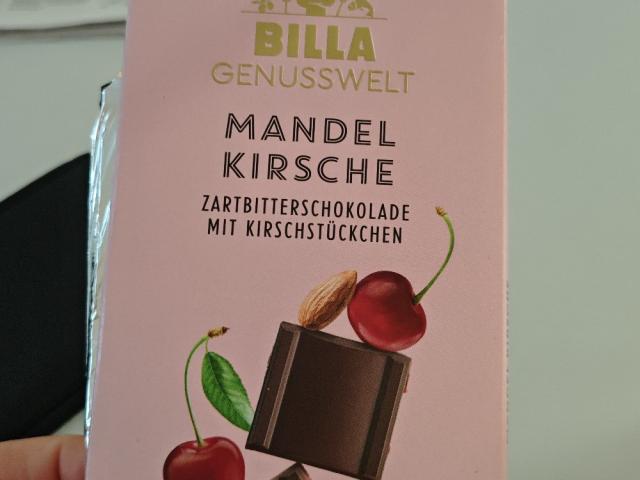 BILLA
GENUSSWELT
MANDEL
KIRSCHE
ZARTBITTERSCHOKOLADE
MIT KIRSCHSTÜCKCHEN